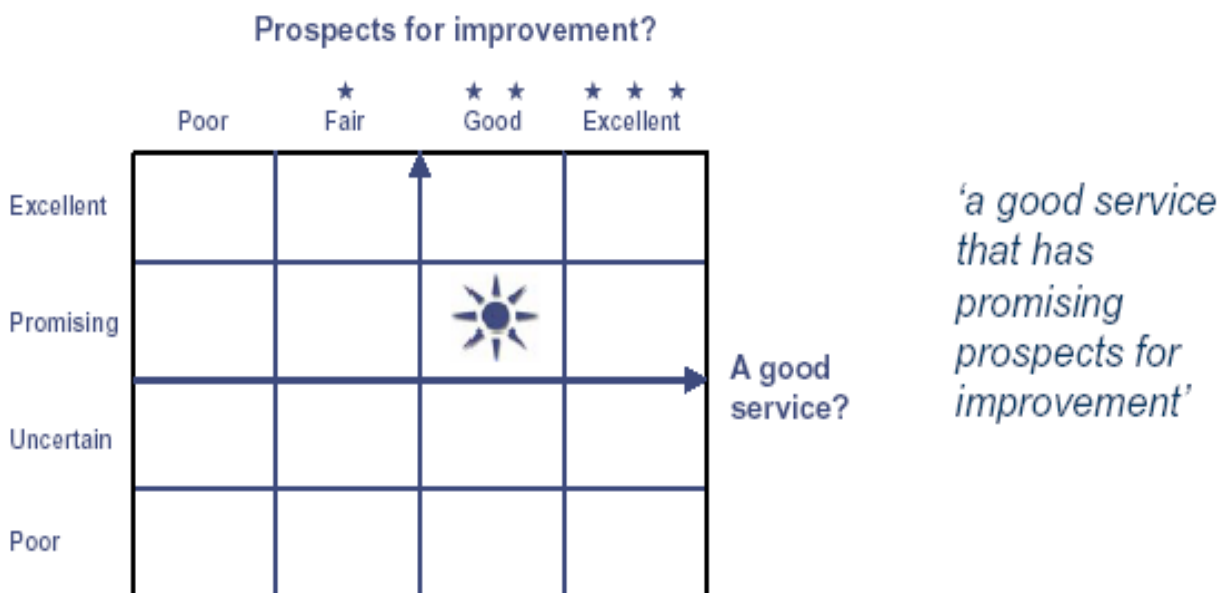 Prospects for improvement?
★ ★ ★ ★ ★ ★
Poor Fair Good Excellent
Excellent
Promising
Uncertain
Poor
A good
service?
‘a good service
that has
promising
prospects for
improvement’